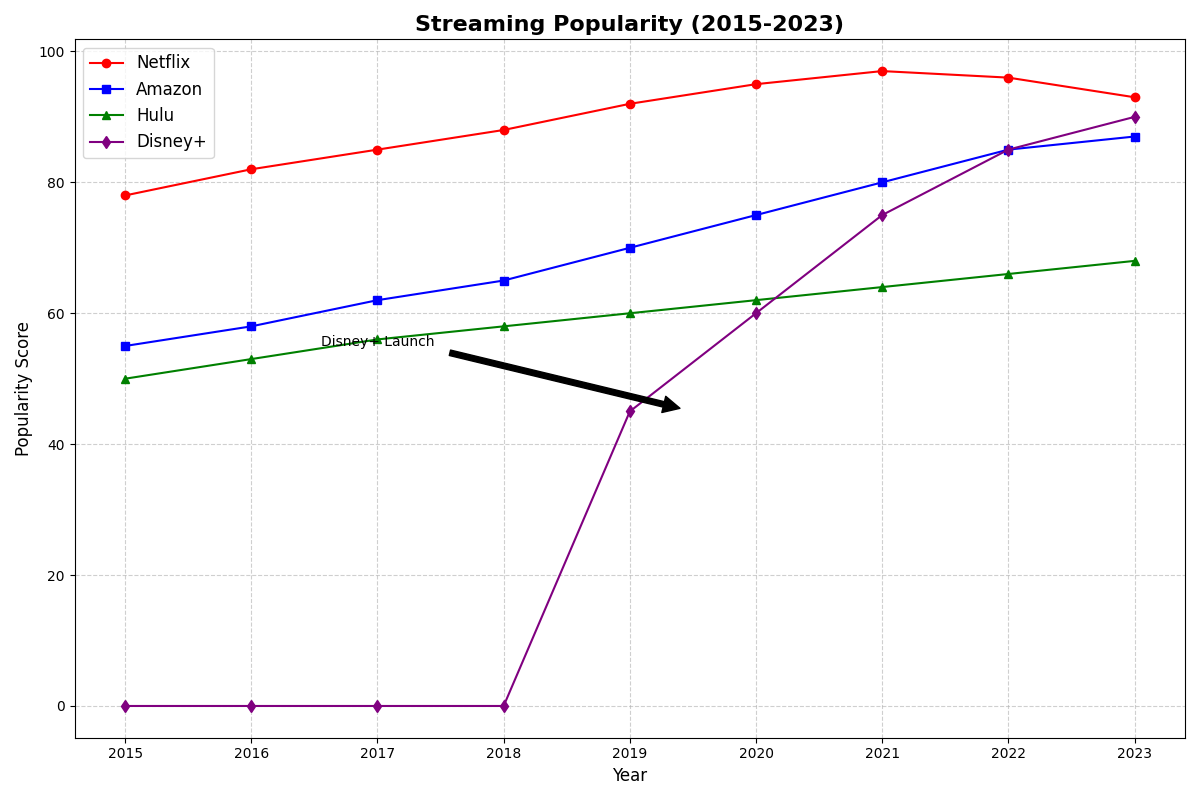 Streaming Popularity (2015-2023)
100
80
60
40
20
0
Popularity Score
Netflix
Amazon
Hulu
Disney+
Disney+ Launch
2015 2016 2017 2018 2019 2020 2021 2022 2023
Year